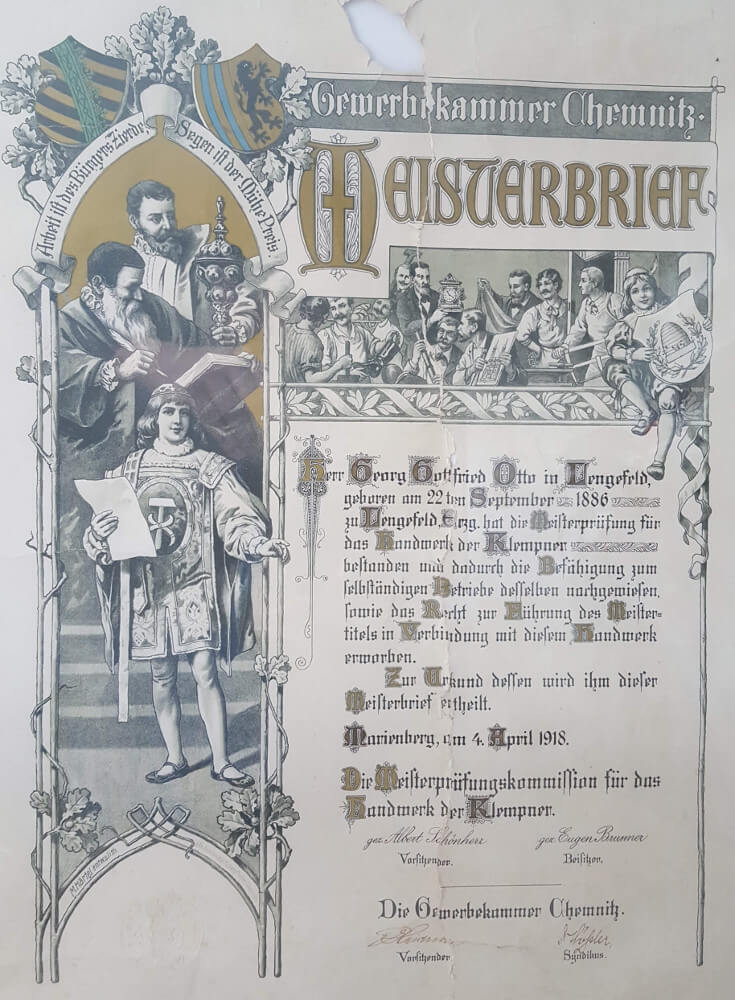 Arbeit ist des Bürgers Zierde,
Segen ist der Mühe Preis.
Gewerbekammer Chemnitz.
MEISTERBRIEF
Herr Georg Gottfried Otto in Lengefeld,
geboren am 22ten September 1886
zu Lengefeld, Erzg. hat die Meisterprüfung für
das Handwerk der Klempner
bestanden und dadurch die Befähigung zum
selbständigen Betriebe desselben nachgewiesen,
sowie das Recht zur Führung des Meister-
titels in Verbindung mit diesem Handwerk
erworben.
Zur Urkund dessen wird ihm dieser
Meisterbrief ertheilt.
Marienberg, am 4. April 1918.
Die Meisterprüfungskommission für das
Handwerk der Klempner.
gez. Albert Schönherr
gez. Eugen Brunner
Vorsitzender.
Beisitzer.
Die Gewerbekammer Chemnitz.
Vorsitzender
Syndikus.